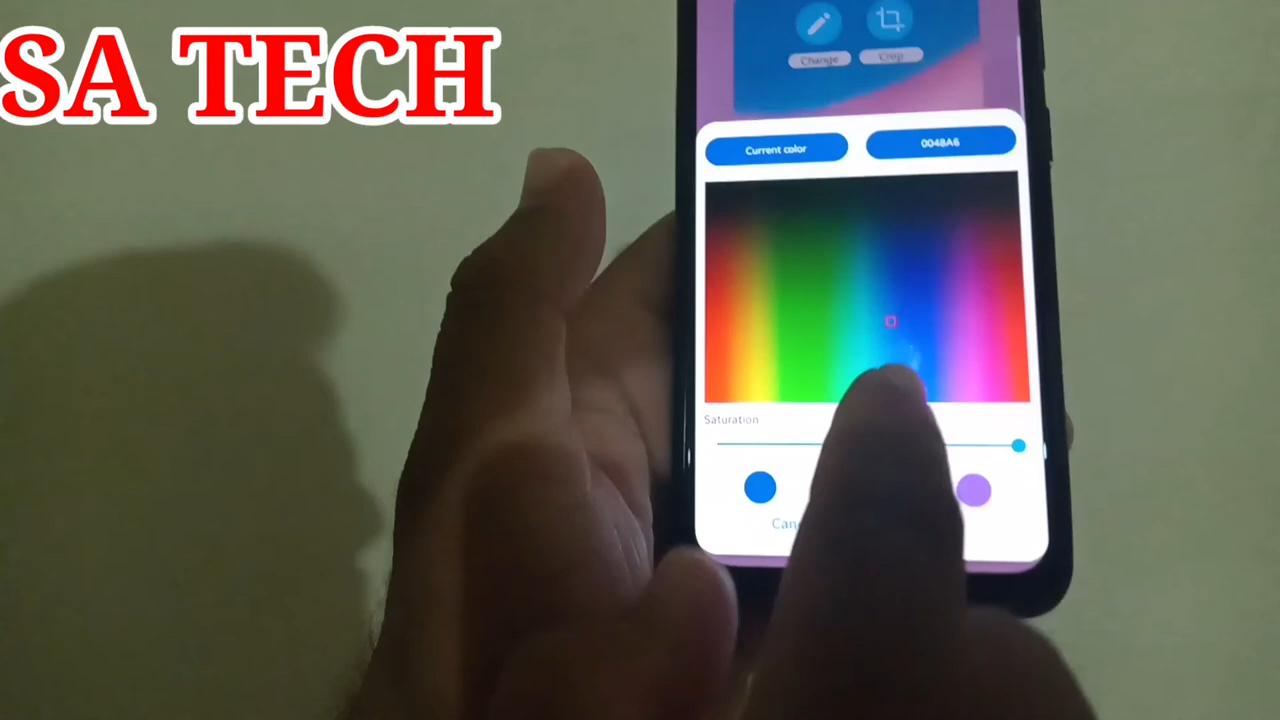 SA TECH
Change
Crop
Current color
0048A6
Saturation